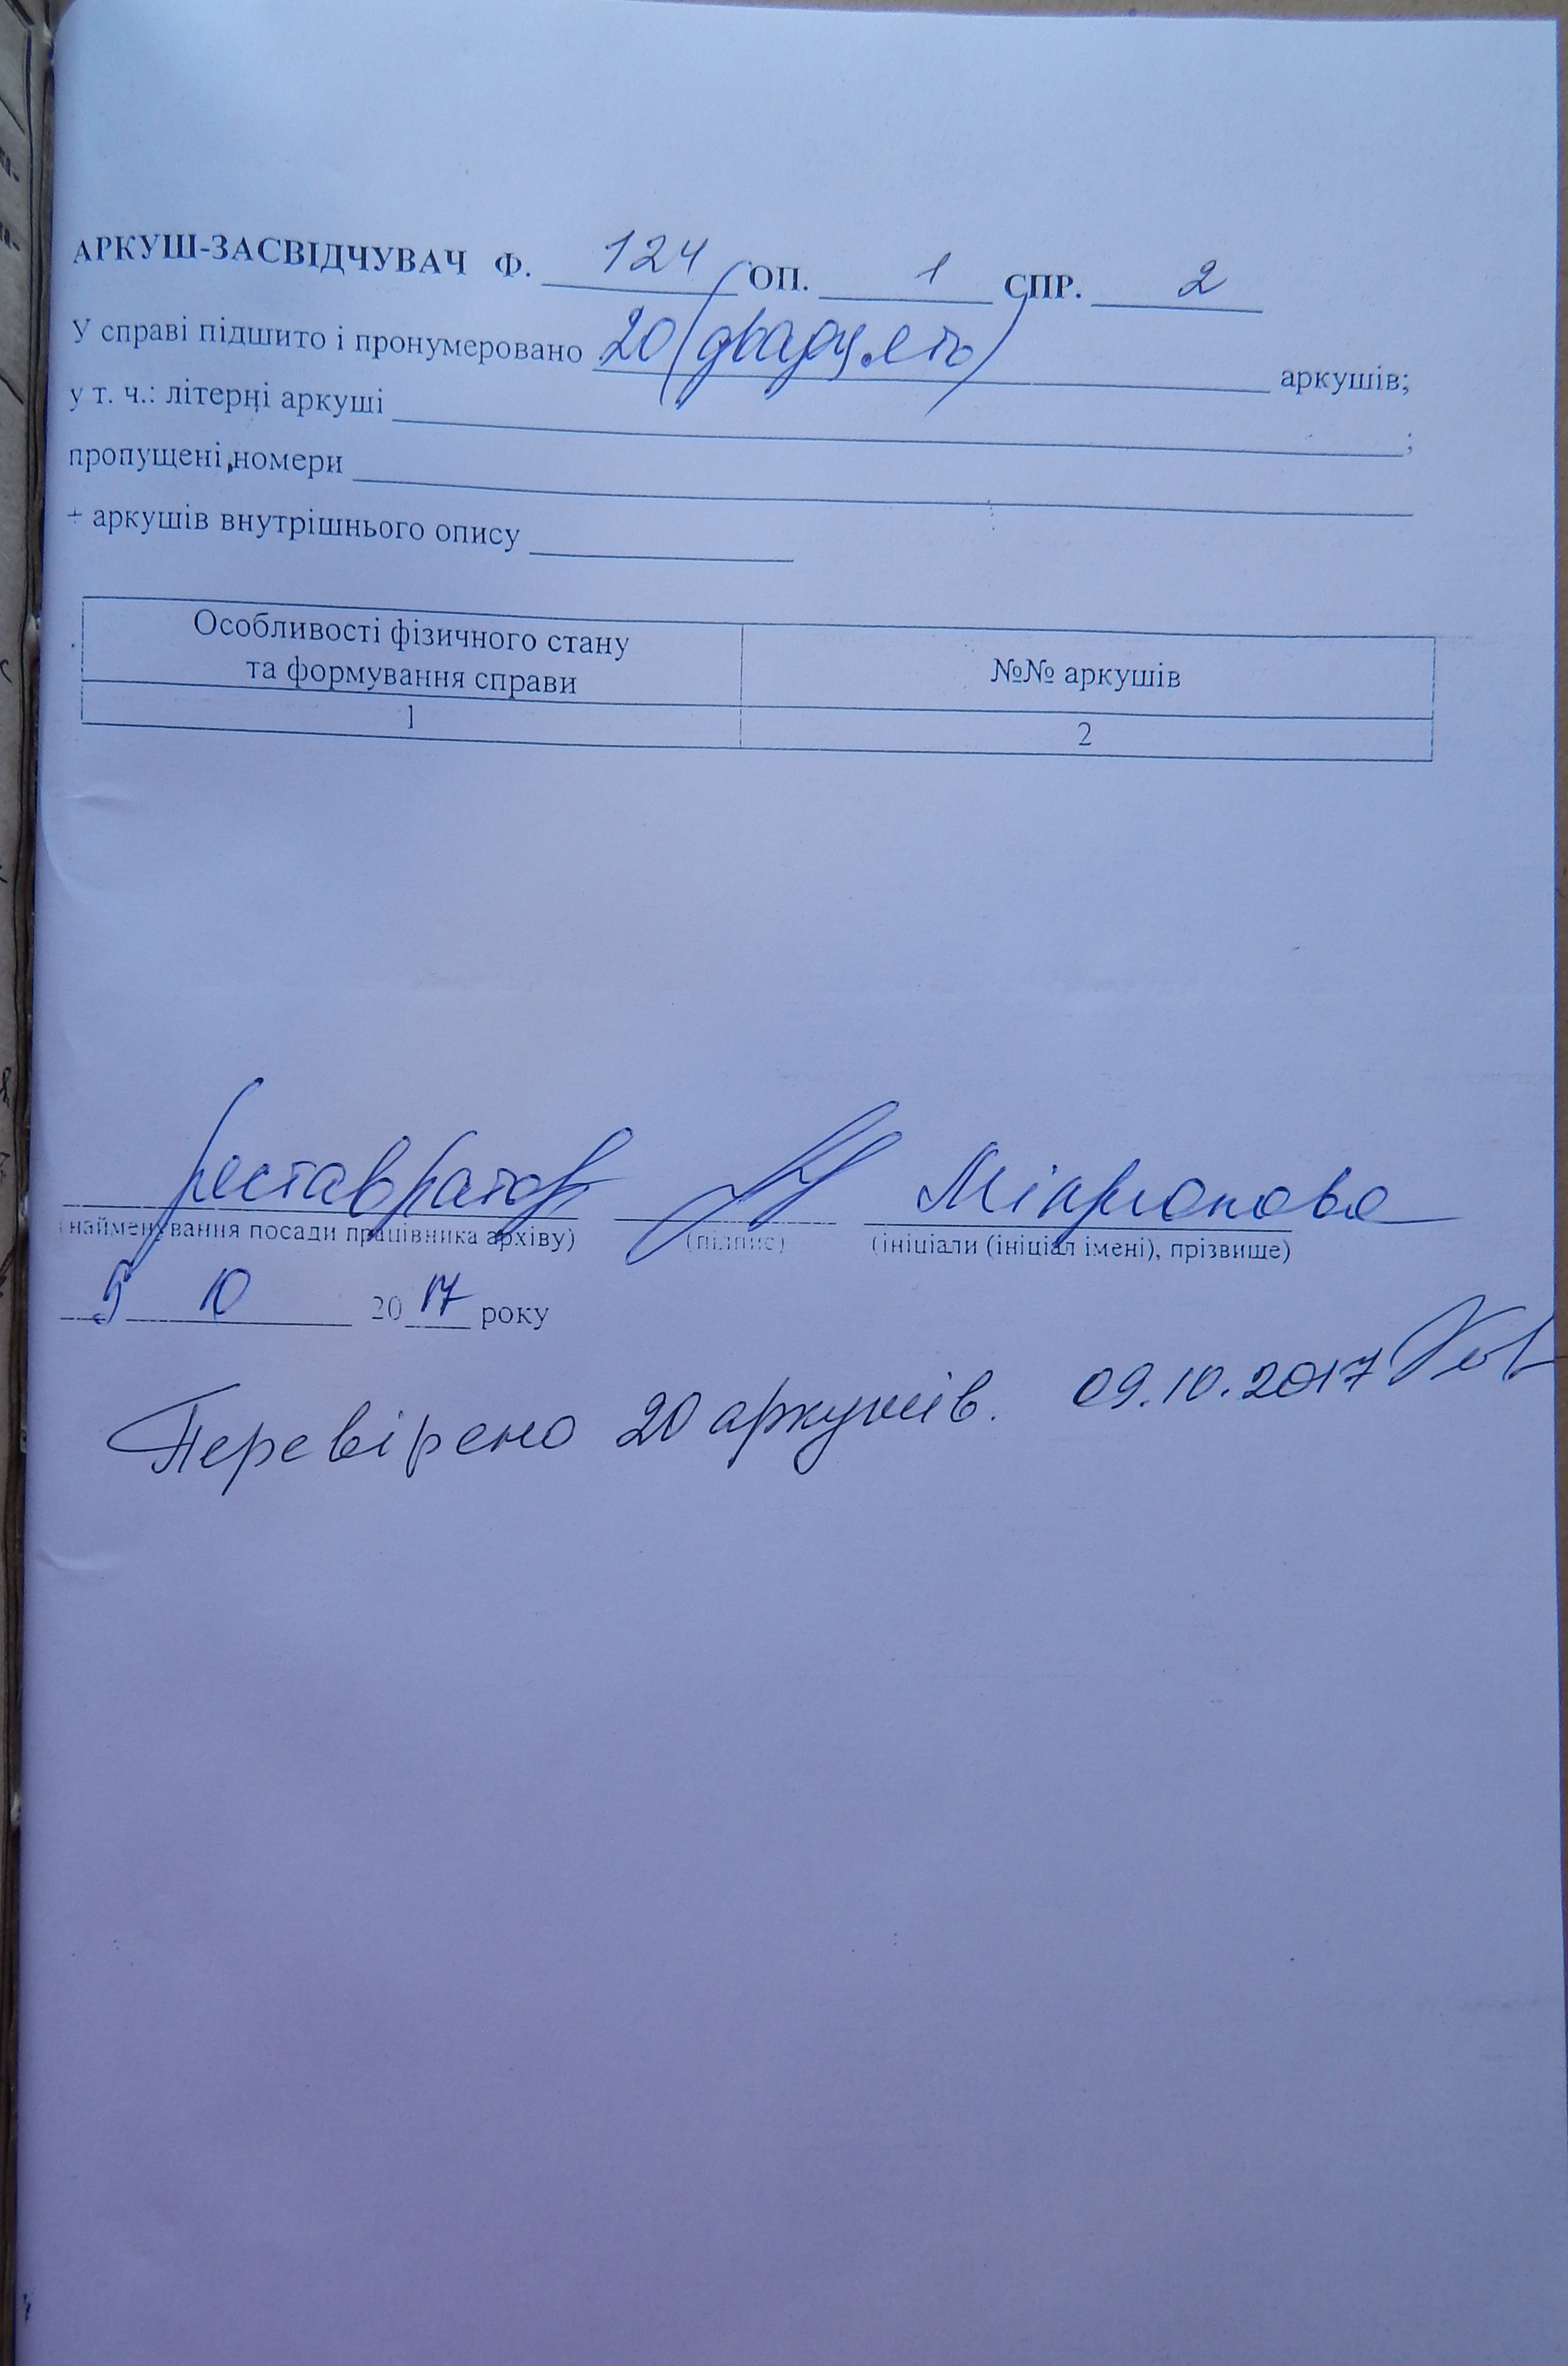 АРКУШ-ЗАСВІДЧУВАЧ Ф. 124 ОП. 1 СПР. 2
У справі підшито і пронумеровано 20 (двадцять) аркушів;
у т. ч.: літерні аркуші ;
пропущені номери
+ аркушів внутрішнього опису
Особливості фізичного стану
та формування справи
№№ аркушів
1 2
реставратор
(найменування посади працівника архіву) (підпис) (ініціали (ініціал імені), прізвище)
5 10 2017 року
Перевірено 20 аркушів. 09.10.2017